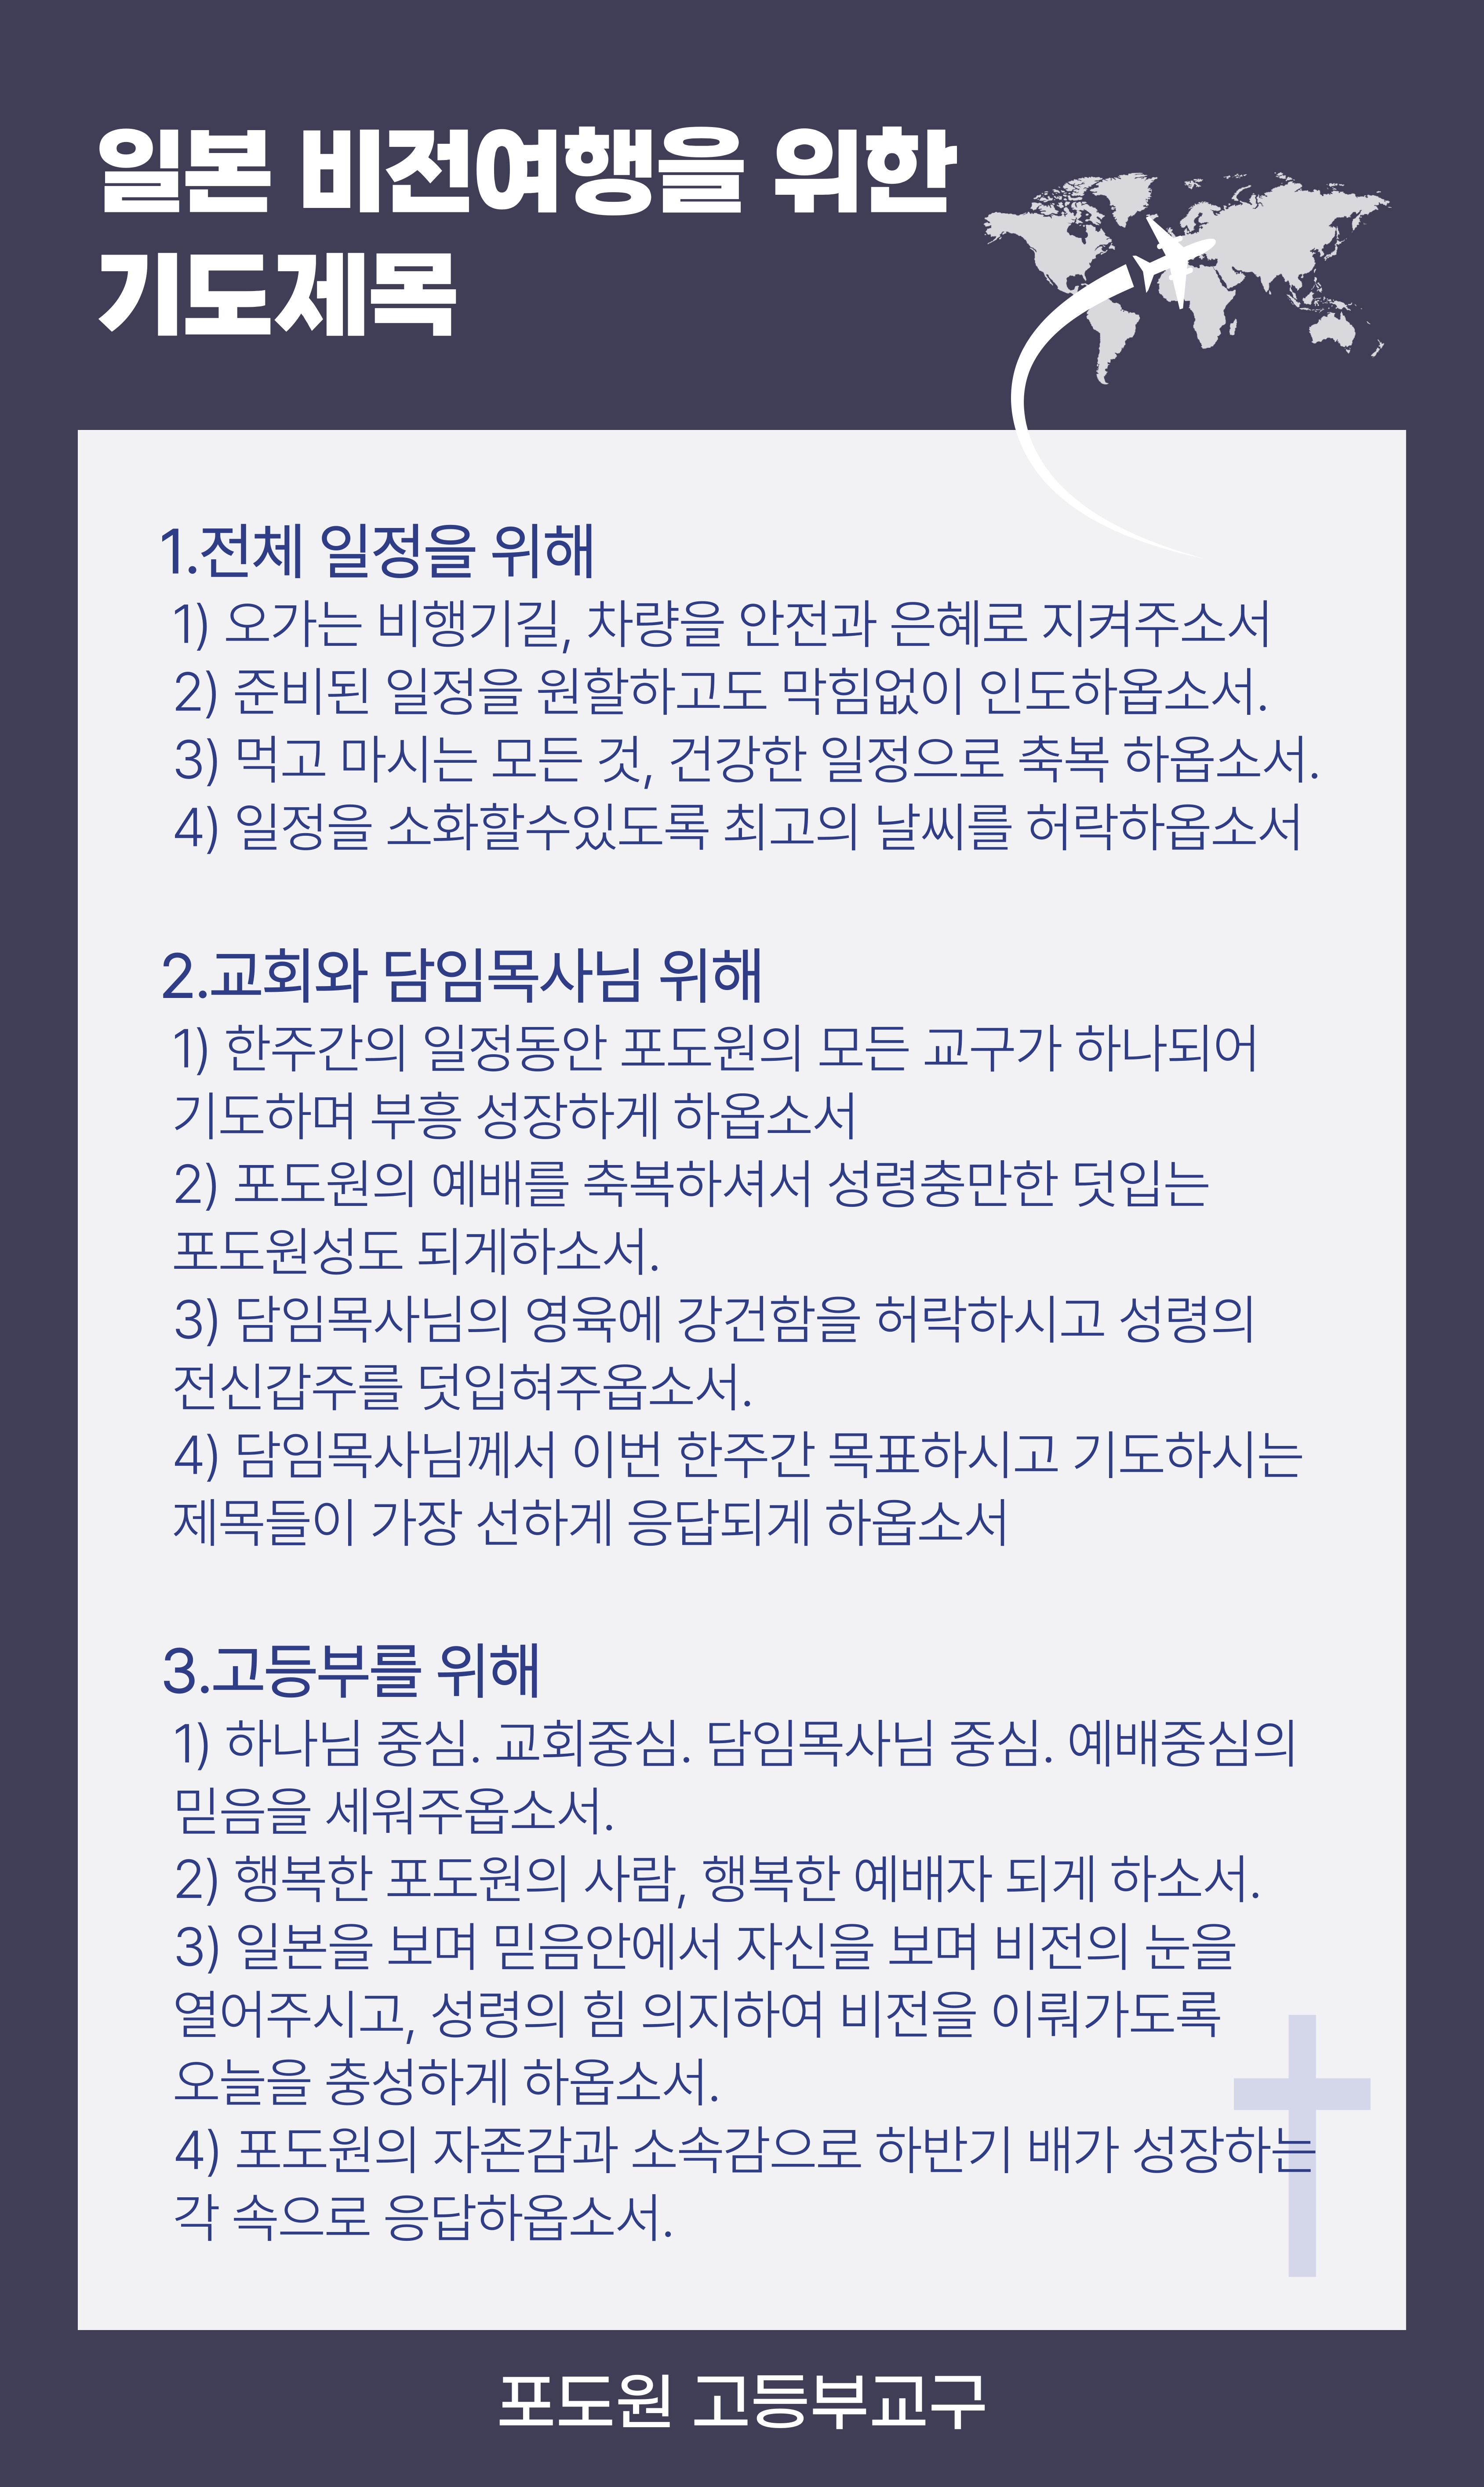 일본 비전여행을 위한
기도제목
1.전체 일정을 위해
1) 오가는 비행기길, 차량을 안전과 은혜로 지켜주소서
2) 준비된 일정을 원할하고도 막힘없이 인도하옵소서.
3) 먹고 마시는 모든 것, 건강한 일정으로 축복 하옵소서.
4) 일정을 소화할수있도록 최고의 날씨를 허락하옵소서
2.교회와 담임목사님 위해
1) 한주간의 일정동안 포도원의 모든 교구가 하나되어
기도하며 부흥 성장하게 하옵소서
2) 포도원의 예배를 축복하셔서 성령충만한 덧입는
포도원성도 되게하소서.
3) 담임목사님의 영육에 강건함을 허락하시고 성령의
전신갑주를 덧입혀주옵소서.
4) 담임목사님께서 이번 한주간 목표하시고 기도하시는
제목들이 가장 선하게 응답되게 하옵소서
3.고등부를 위해
1) 하나님 중심. 교회중심. 담임목사님 중심. 예배중심의
믿음을 세워주옵소서.
2) 행복한 포도원의 사람, 행복한 예배자 되게 하소서.
3) 일본을 보며 믿음안에서 자신을 보며 비전의 눈을
열어주시고, 성령의 힘 의지하여 비전을 이뤄가도록
오늘을 충성하게 하옵소서.
4) 포도원의 자존감과 소속감으로 하반기 배가 성장하는
각 속으로 응답하옵소서.
포도원 고등부교구